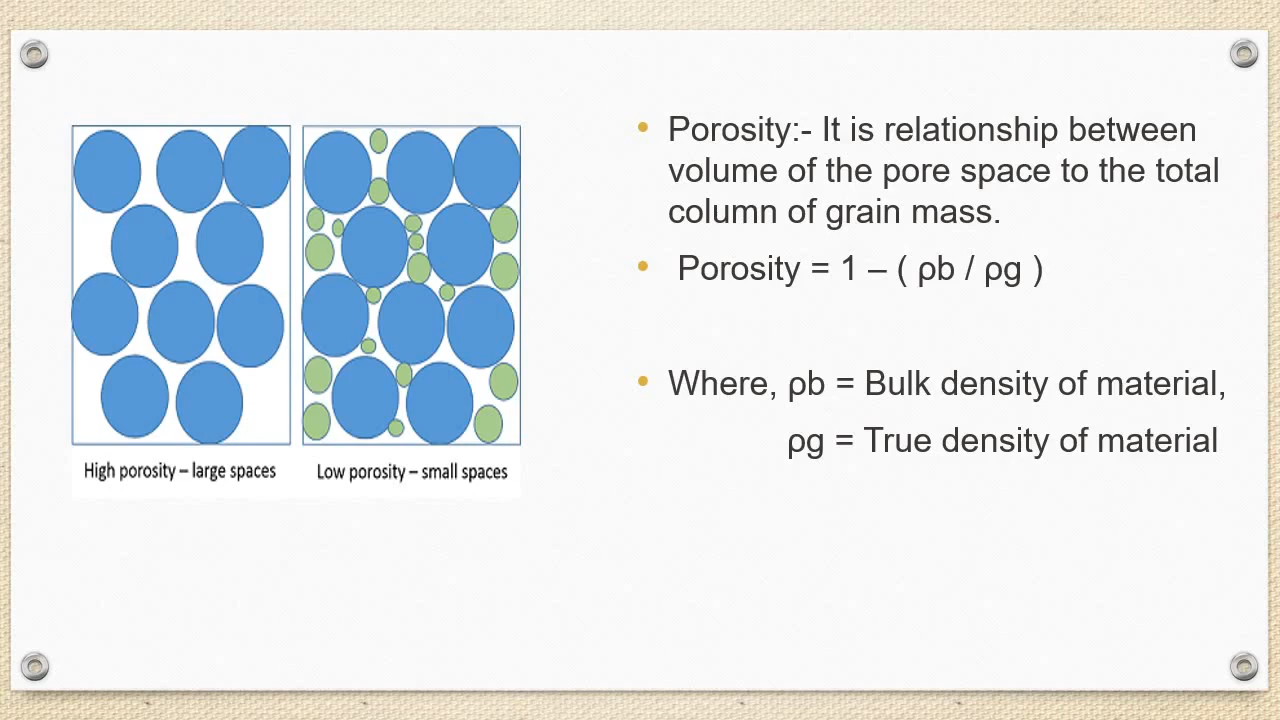 High porosity – large spaces
Low porosity – small spaces
• Porosity:- It is relationship between
volume of the pore space to the total
column of grain mass.
• Porosity = 1 – ( ρb / ρg )
• Where, ρb = Bulk density of material,
ρg = True density of material